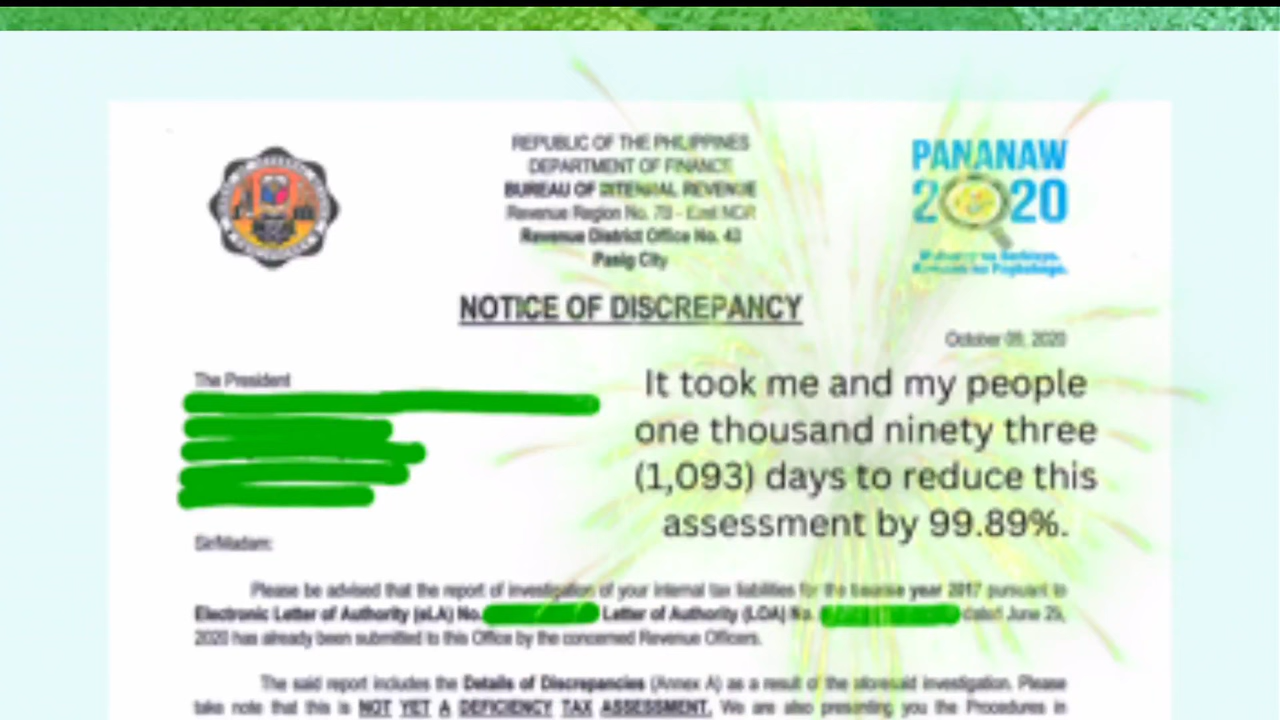 REPUBLIC OF THE PHILIPPINES
DEPARTMENT OF FINANCE
BUREAU OF INTERNAL REVENUE
Revenue Region No. - East NCR
Revenue District Office No. 43
Pasig City
PANANAW
2020
NOTICE OF DISCREPANCY
October 2020
The President
It took me and my people
one thousand ninety three
(1,093) days to reduce this
assessment by 99.89%.
Sir/Madam:
Please be advised that the report of investigation of your internal tax liabilities for the taxable year 2017 pursuant to
Electronic Letter of Authority (eLA) No. Letter of Authority (LOA) No. dated June
2020 has already been submitted to this Office by the concerned Revenue Officers.
The said report includes the Details of Discrepancies (Annex A) as a result of the aforesaid investigation. Please
take note that this is NOT YET A DEFICIENCY TAX ASSESSMENT. We are also presenting you the Procedures in